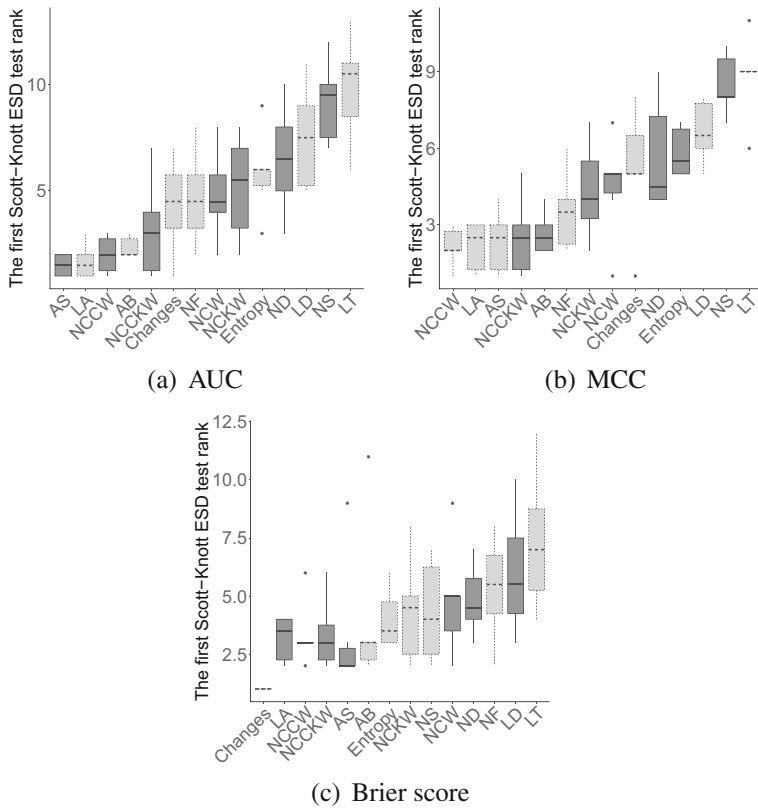 The first Scott-Knott ESD test rank
10
5
AS LA NCCW AB NCCKW Changes NF NCW NCKW Entropy ND LD NS LT
(a) AUC
The first Scott-Knott ESD test rank
9
6
3
NCCW LA AS NCCKW AB NF NCKW NCW Changes ND Entropy LD NS LT
(b) MCC
The first Scott-Knott ESD test rank
12.5
10.0
7.5
5.0
2.5
Changes LA NCCW NCCKW AS AB Entropy NCKW NS NCW ND NF LD LT
(c) Brier score